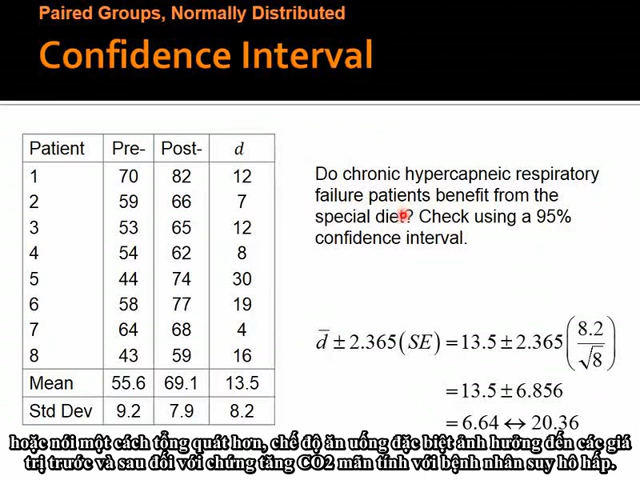 Paired Groups, Normally Distributed
Confidence Interval
Patient Pre- Post- d
1 70 82 12
2 59 66 7
3 53 65 12
4 54 62 8
5 44 74 30
6 58 77 19
7 64 68 4
8 43 59 16
Mean 55.6 69.1 13.5
Std Dev 9.2 7.9 8.2
Do chronic hypercapneic respiratory
failure patients benefit from the
special diet? Check using a 95%
confidence interval.
d̅ ± 2.365(SE) = 13.5 ± 2.365(8.2/√8)
= 13.5 ± 6.856
= 6.64 ↔ 20.36
hoặc nói một cách tổng quát hơn, chế độ ăn uống đặc biệt ảnh hưởng đến các giá
trị trước và sau đối với chứng tăng CO2 mãn tính với bệnh nhân suy hô hấp.